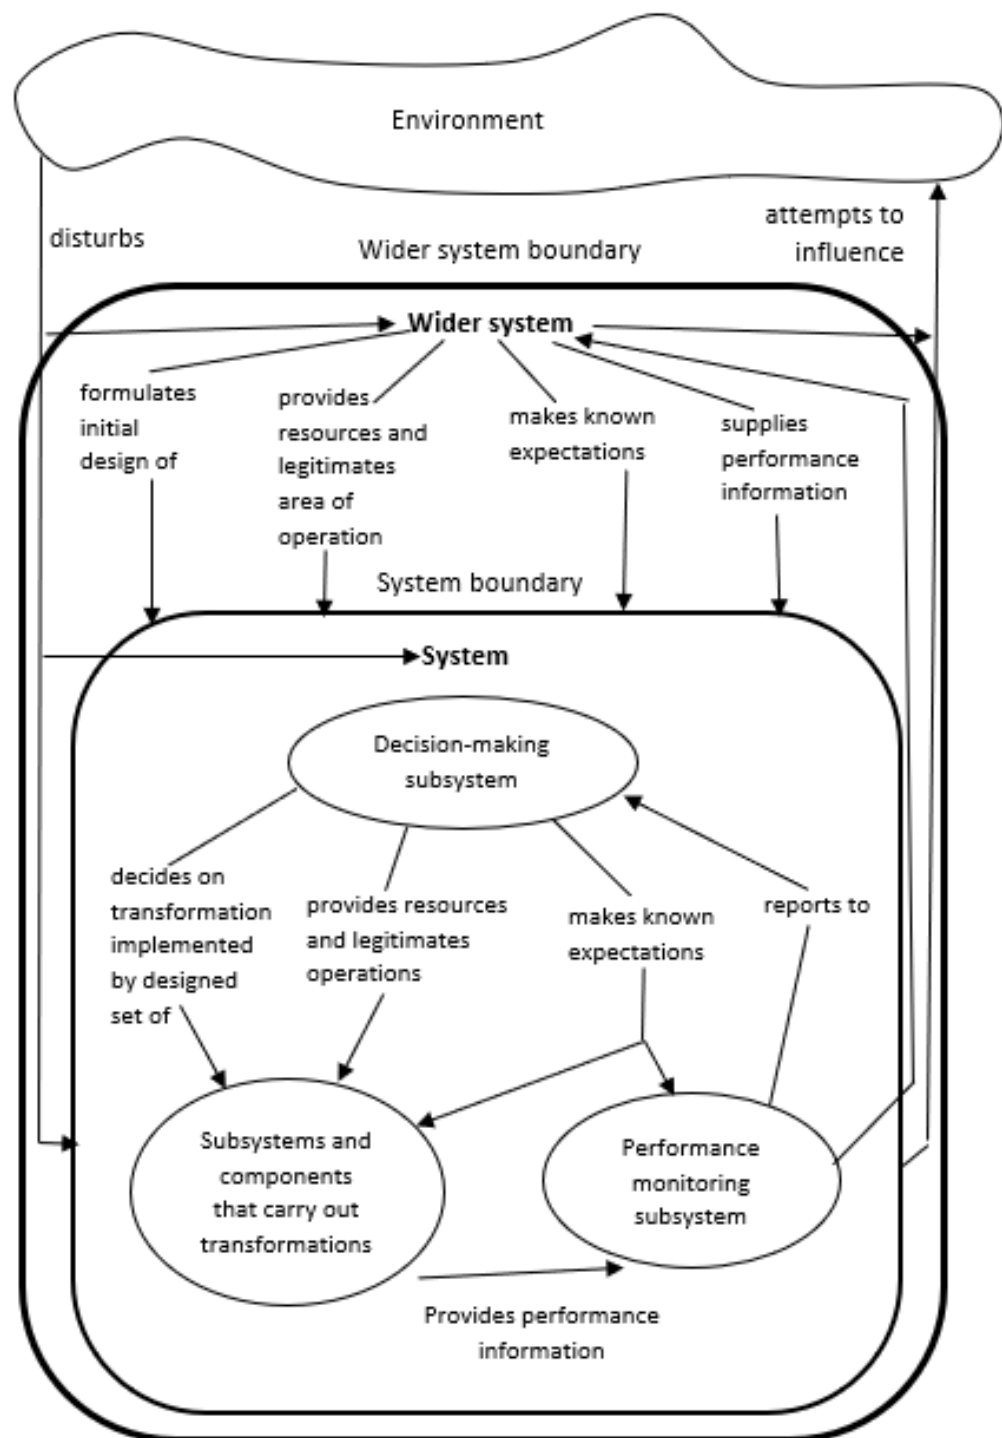 Environment
disturbs
attempts to
influence
Wider system boundary
Wider system
formulates
initial
design of
provides
resources and
legitimates
area of
operation
makes known
expectations
supplies
performance
information
System boundary
System
Decision-making
subsystem
decides on
transformation
implemented
by designed
set of
provides resources
and legitimates
operations
makes known
expectations
reports to
Subsystems and
components
that carry out
transformations
Performance
monitoring
subsystem
Provides performance
information